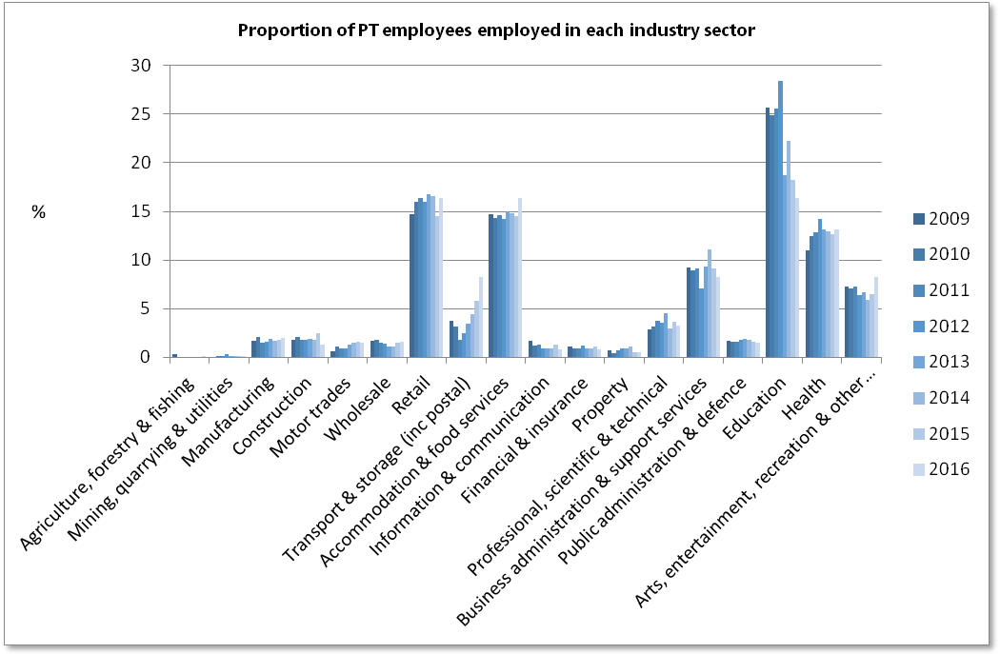 Proportion of PT employees employed in each industry sector
30
25
20
15
10
5
0
%
Agriculture, forestry & fishing
Mining, quarrying & utilities
Manufacturing
Construction
Motor trades
Wholesale
Retail
Transport & storage (inc postal)
Accommodation & food services
Information & communication
Financial & insurance
Property
Professional, scientific & technical
Business administration & support services
Public administration & defence
Education
Health
Arts, entertainment, recreation & other...
2009
2010
2011
2012
2013
2014
2015
2016